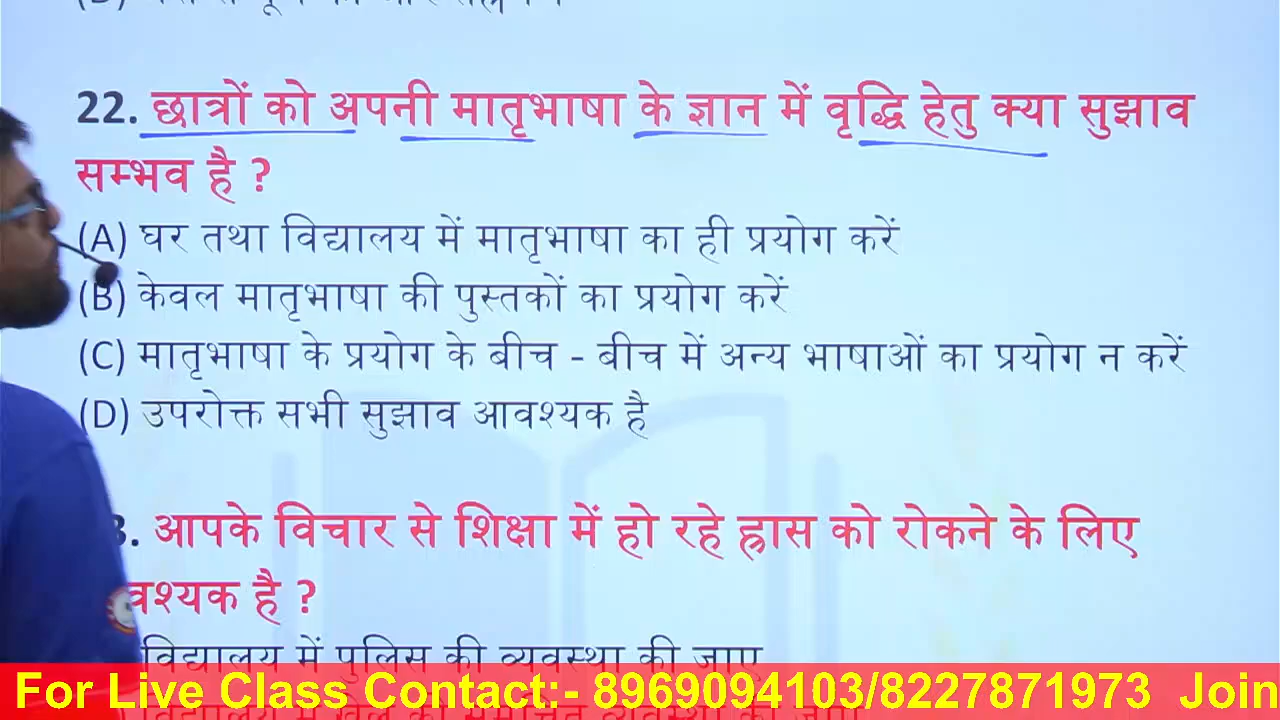 22. छात्रों को अपनी मातृभाषा के ज्ञान में वृद्धि हेतु क्या सुझाव
सम्भव है ?
(A) घर तथा विद्यालय में मातृभाषा का ही प्रयोग करें
(B) केवल मातृभाषा की पुस्तकों का प्रयोग करें
(C) मातृभाषा के प्रयोग के बीच - बीच में अन्य भाषाओं का प्रयोग न करें
(D) उपरोक्त सभी सुझाव आवश्यक है
3. आपके विचार से शिक्षा में हो रहे ह्रास को रोकने के लिए
वश्यक है ?
विद्यालय में पुलिस की व्यवस्था की जाए
For Live Class Contact:- 8969094103/8227871973 Join